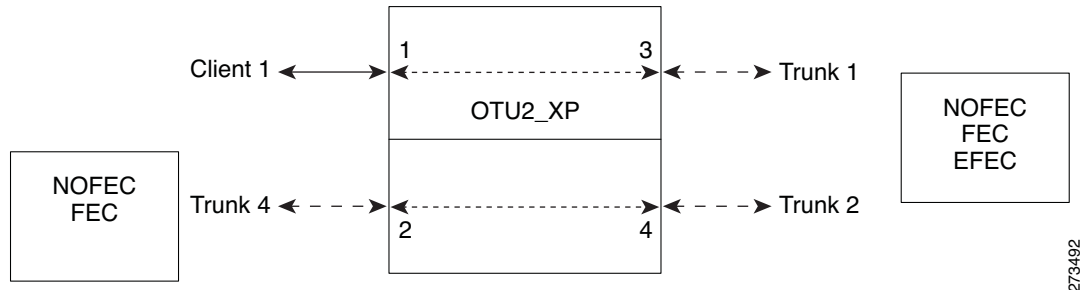 1 3
Client 1 Trunk 1
OTU2_XP
NOFEC
FEC
EFEC
NOFEC
FEC
Trunk 4 Trunk 2
2 4
273492